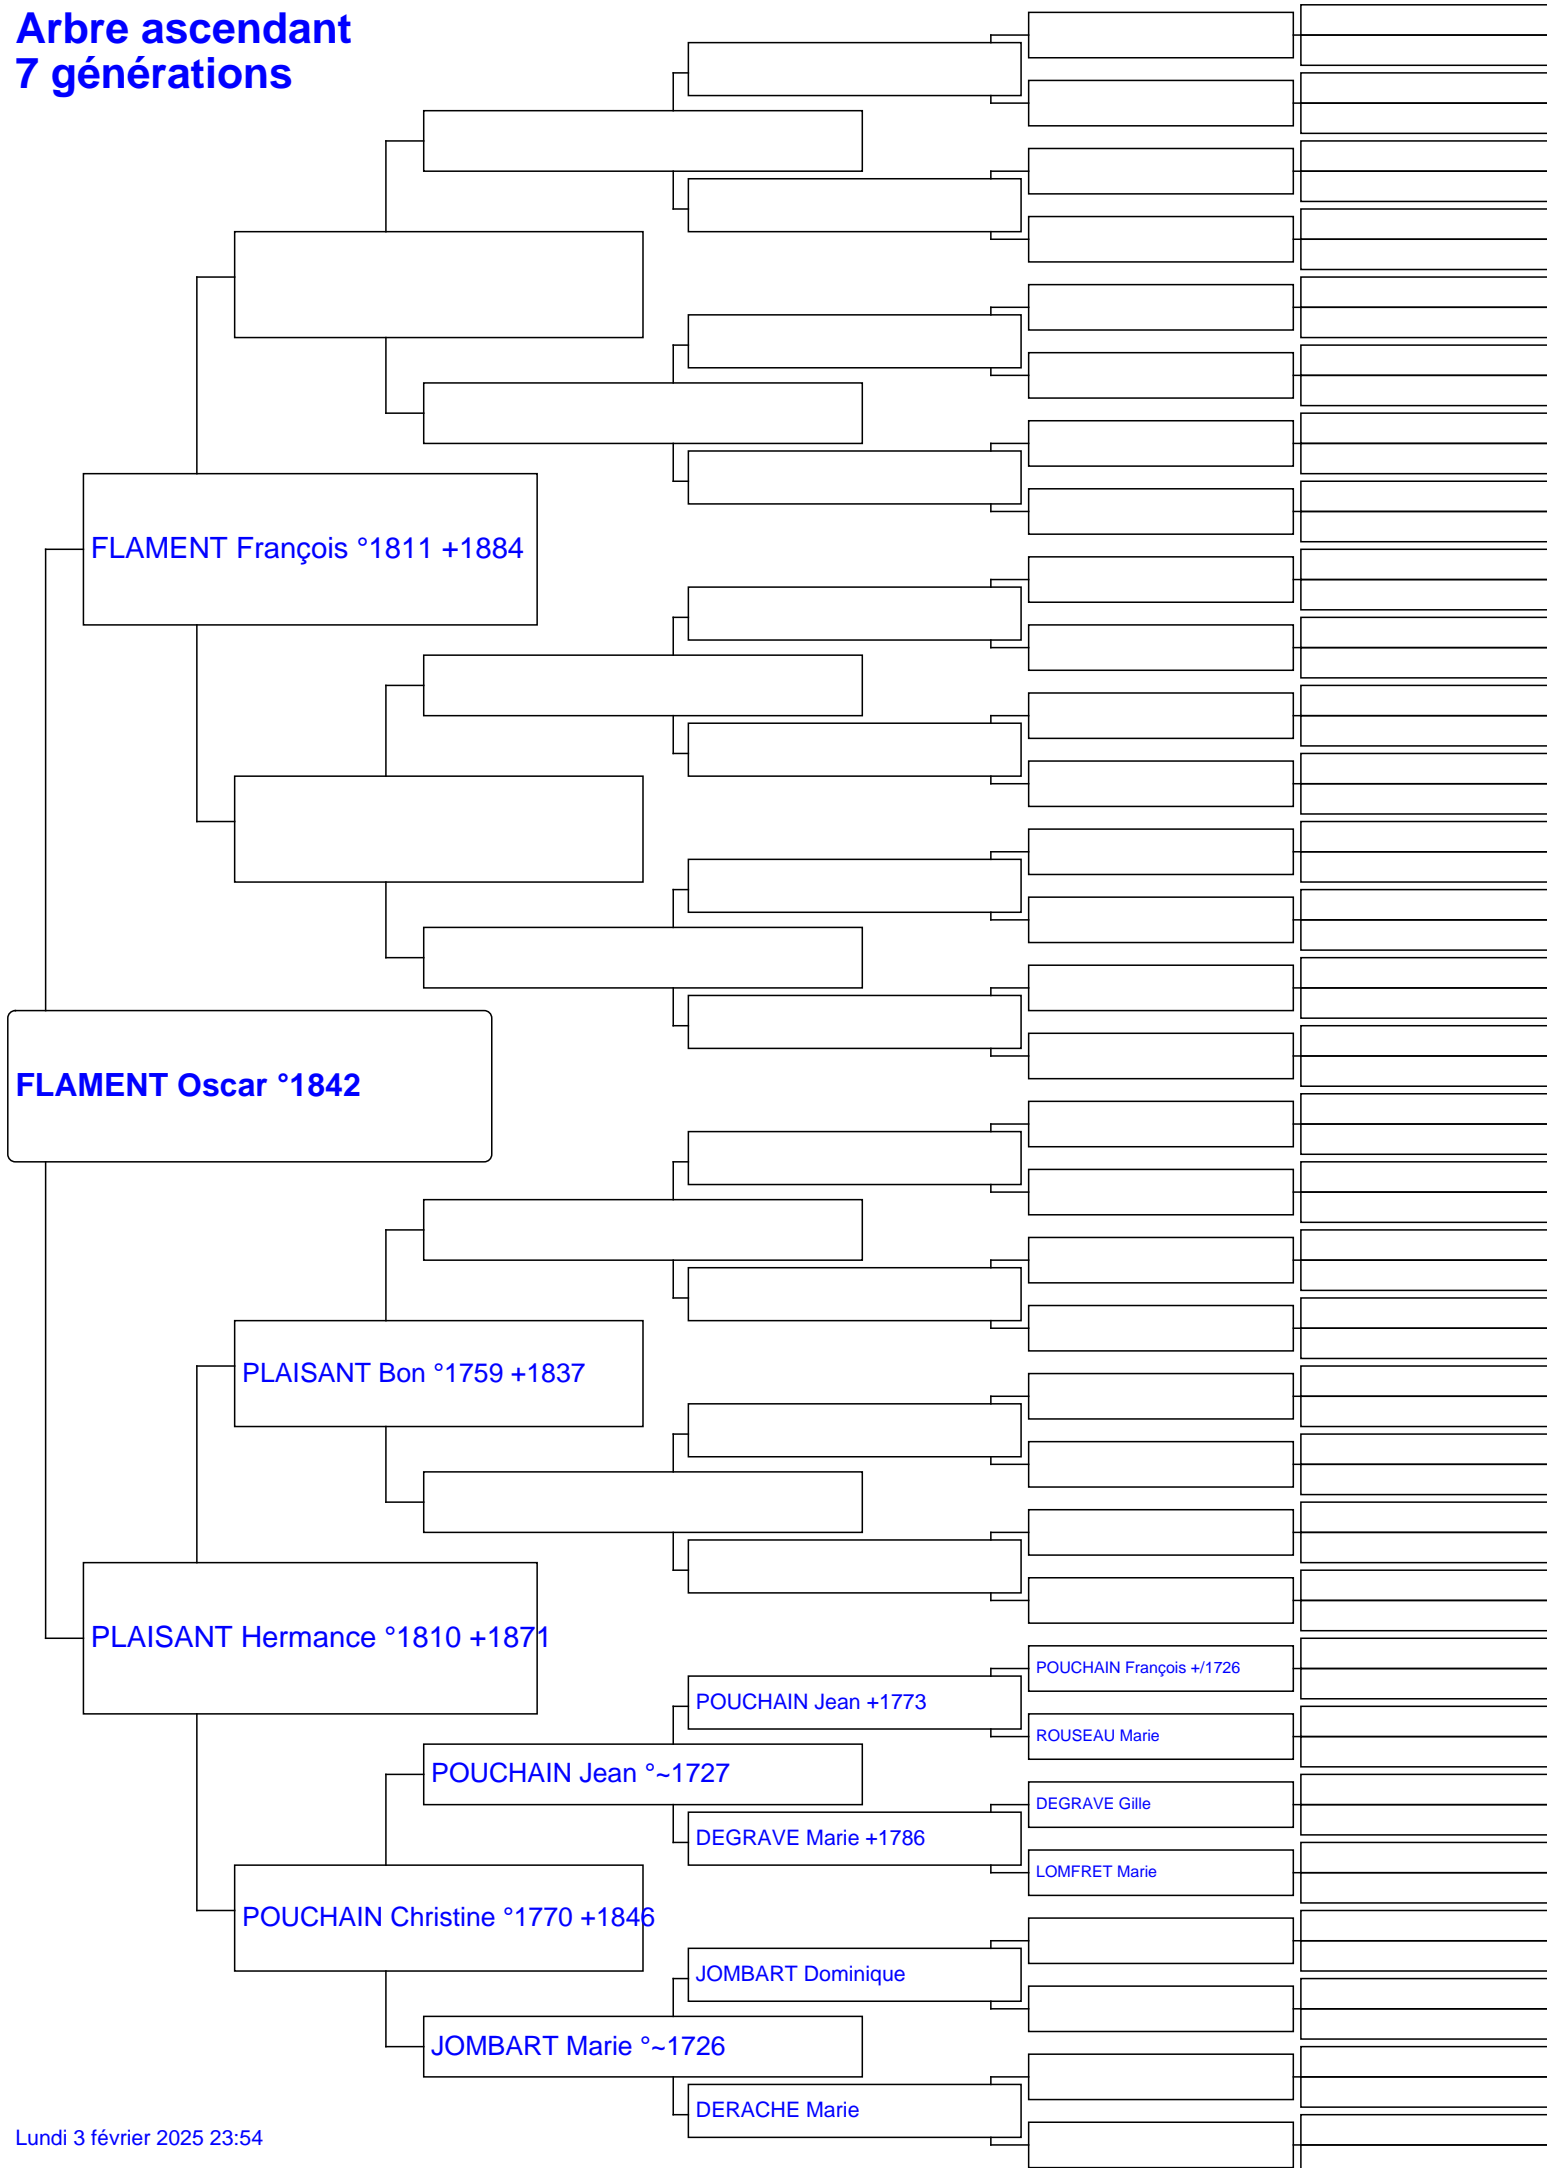 Arbre ascendant
7 générations
FLAMENT François °1811 +1884
FLAMENT Oscar °1842
PLAISANT Bon °1759 +1837
PLAISANT Hermance °1810 +1871
POUCHAIN François +/1726
POUCHAIN Jean +1773
ROUSEAU Marie
POUCHAIN Jean °~1727
DEGRAVE Gille
DEGRAVE Marie +1786
LOMFRET Marie
POUCHAIN Christine °1770 +1846
JOMBART Dominique
JOMBART Marie °~1726
DERACHE Marie
Lundi 3 février 2025 23:54